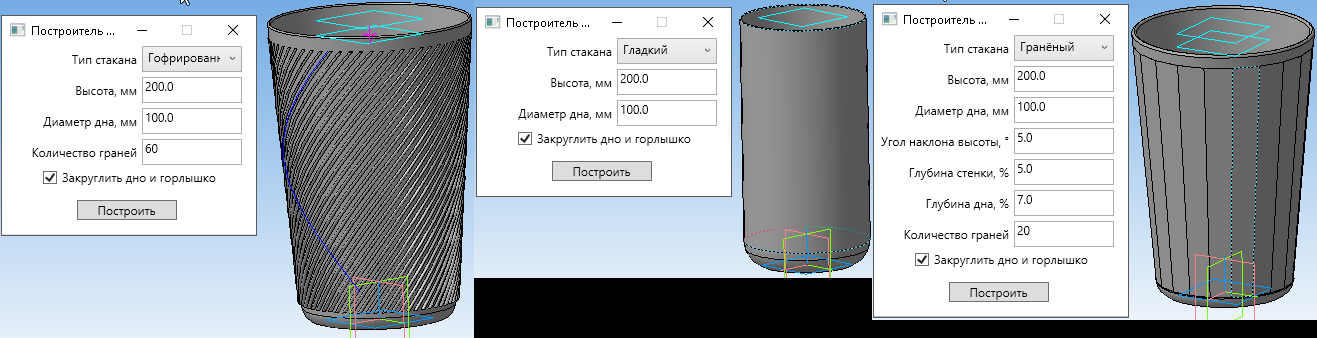 Построитель ...
Тип стакана Гофрированн
Высота, мм 200.0
Диаметр дна, мм 100.0
Количество граней 60
Закруглить дно и горлышко
Построить
Построитель ...
Тип стакана Гладкий
Высота, мм 200.0
Диаметр дна, мм 100.0
Закруглить дно и горлышко
Построить
Построитель ...
Тип стакана Гранёный
Высота, мм 200.0
Диаметр дна, мм 100.0
Угол наклона высоты, ° 5.0
Глубина стенки, % 5.0
Глубина дна, % 7.0
Количество граней 20
Закруглить дно и горлышко
Построить